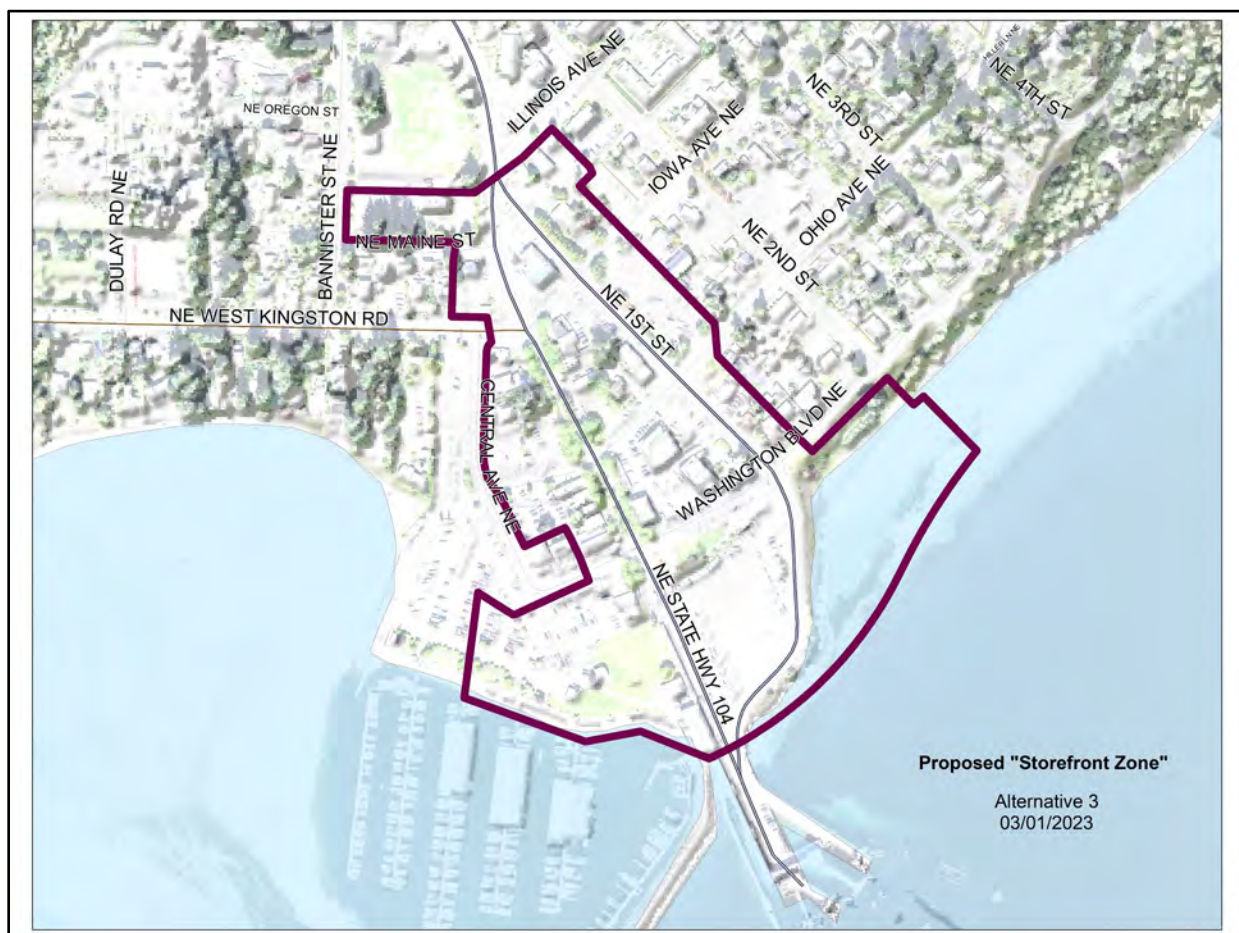 ILLINOIS AVE NE
NE OREGON ST
NE 3RD ST
NE 4TH ST
IOWA AVE NE
DULAY RD NE
BANNISTER ST NE
OHIO AVE NE
NE MAINE ST
NE 2ND ST
NE WEST KINGSTON RD
NE 1ST ST
CENTRAL AVE NE
WASHINGTON BLVD NE
NE STATE HWY 104
Proposed "Storefront Zone"
Alternative 3
03/01/2023